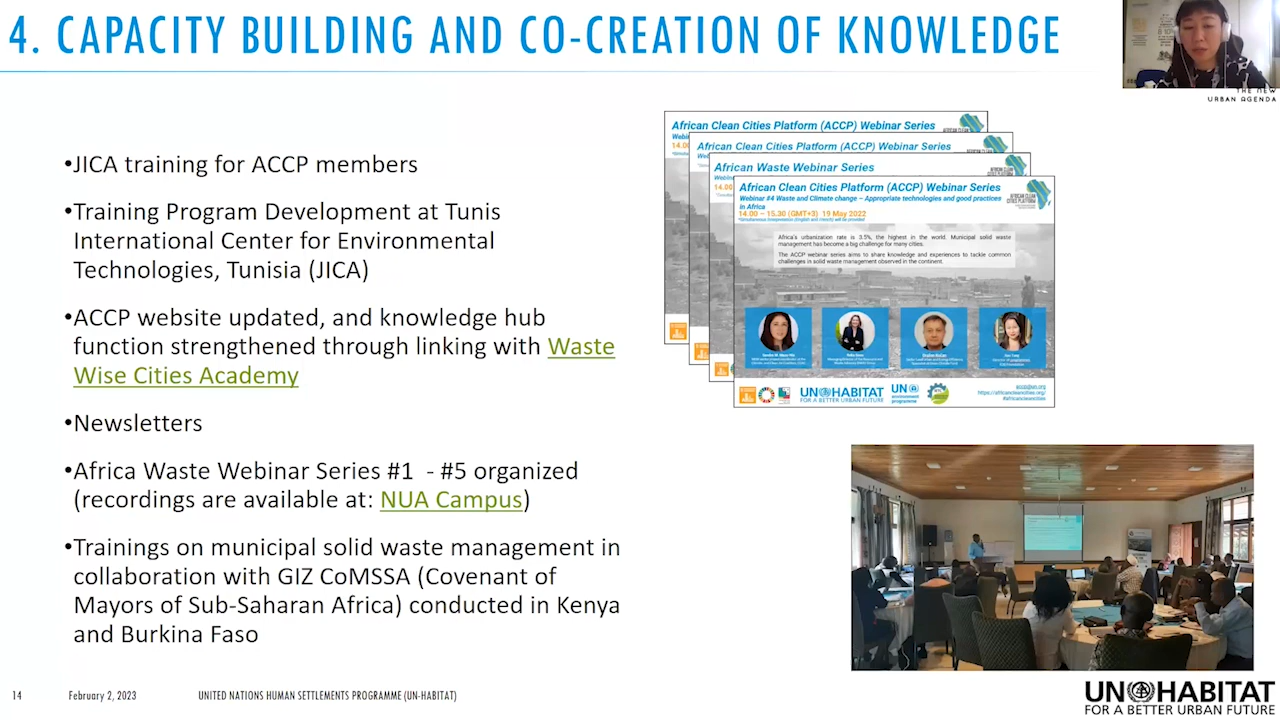 4. CAPACITY BUILDING AND CO-CREATION OF KNOWLEDGE
THE NEW
URBAN AGENDA
•JICA training for ACCP members
•Training Program Development at Tunis
International Center for Environmental
Technologies, Tunisia (JICA)
•ACCP website updated, and knowledge hub
function strengthened through linking with Waste
Wise Cities Academy
•Newsletters
•Africa Waste Webinar Series #1 - #5 organized
(recordings are available at: NUA Campus)
•Trainings on municipal solid waste management in
collaboration with GIZ CoMSSA (Covenant of
Mayors of Sub-Saharan Africa) conducted in Kenya
and Burkina Faso
African Clean Cities Platform (ACCP) Webinar Series
African Clean Cities Platform (ACCP) Webinar Series
African Waste Webinar Series
African Clean Cities Platform (ACCP) Webinar Series
Webinar #4 Waste and Climate change – Appropriate technologies and good practices
in Africa
14.00 – 15.30 (GMT+3) 19 May 2022
*Simultaneous interpretation (English and French) will be provided
AFRICAN CLEAN
CITIES PLATFORM
Africa's urbanization rate is 3.5%, the highest in the world. Municipal solid waste
management has become a big challenge for many cities.
The ACCP webinar series aims to share knowledge and experiences to tackle common
challenges in solid waste management observed in the continent.
UN HABITAT
FOR A BETTER URBAN FUTURE
UN
environment
programme
https://africancleancities.org/
#africancleancities
14 February 2, 2023 UNITED NATIONS HUMAN SETTLEMENTS PROGRAMME (UN-HABITAT)
UN HABITAT
FOR A BETTER URBAN FUTURE